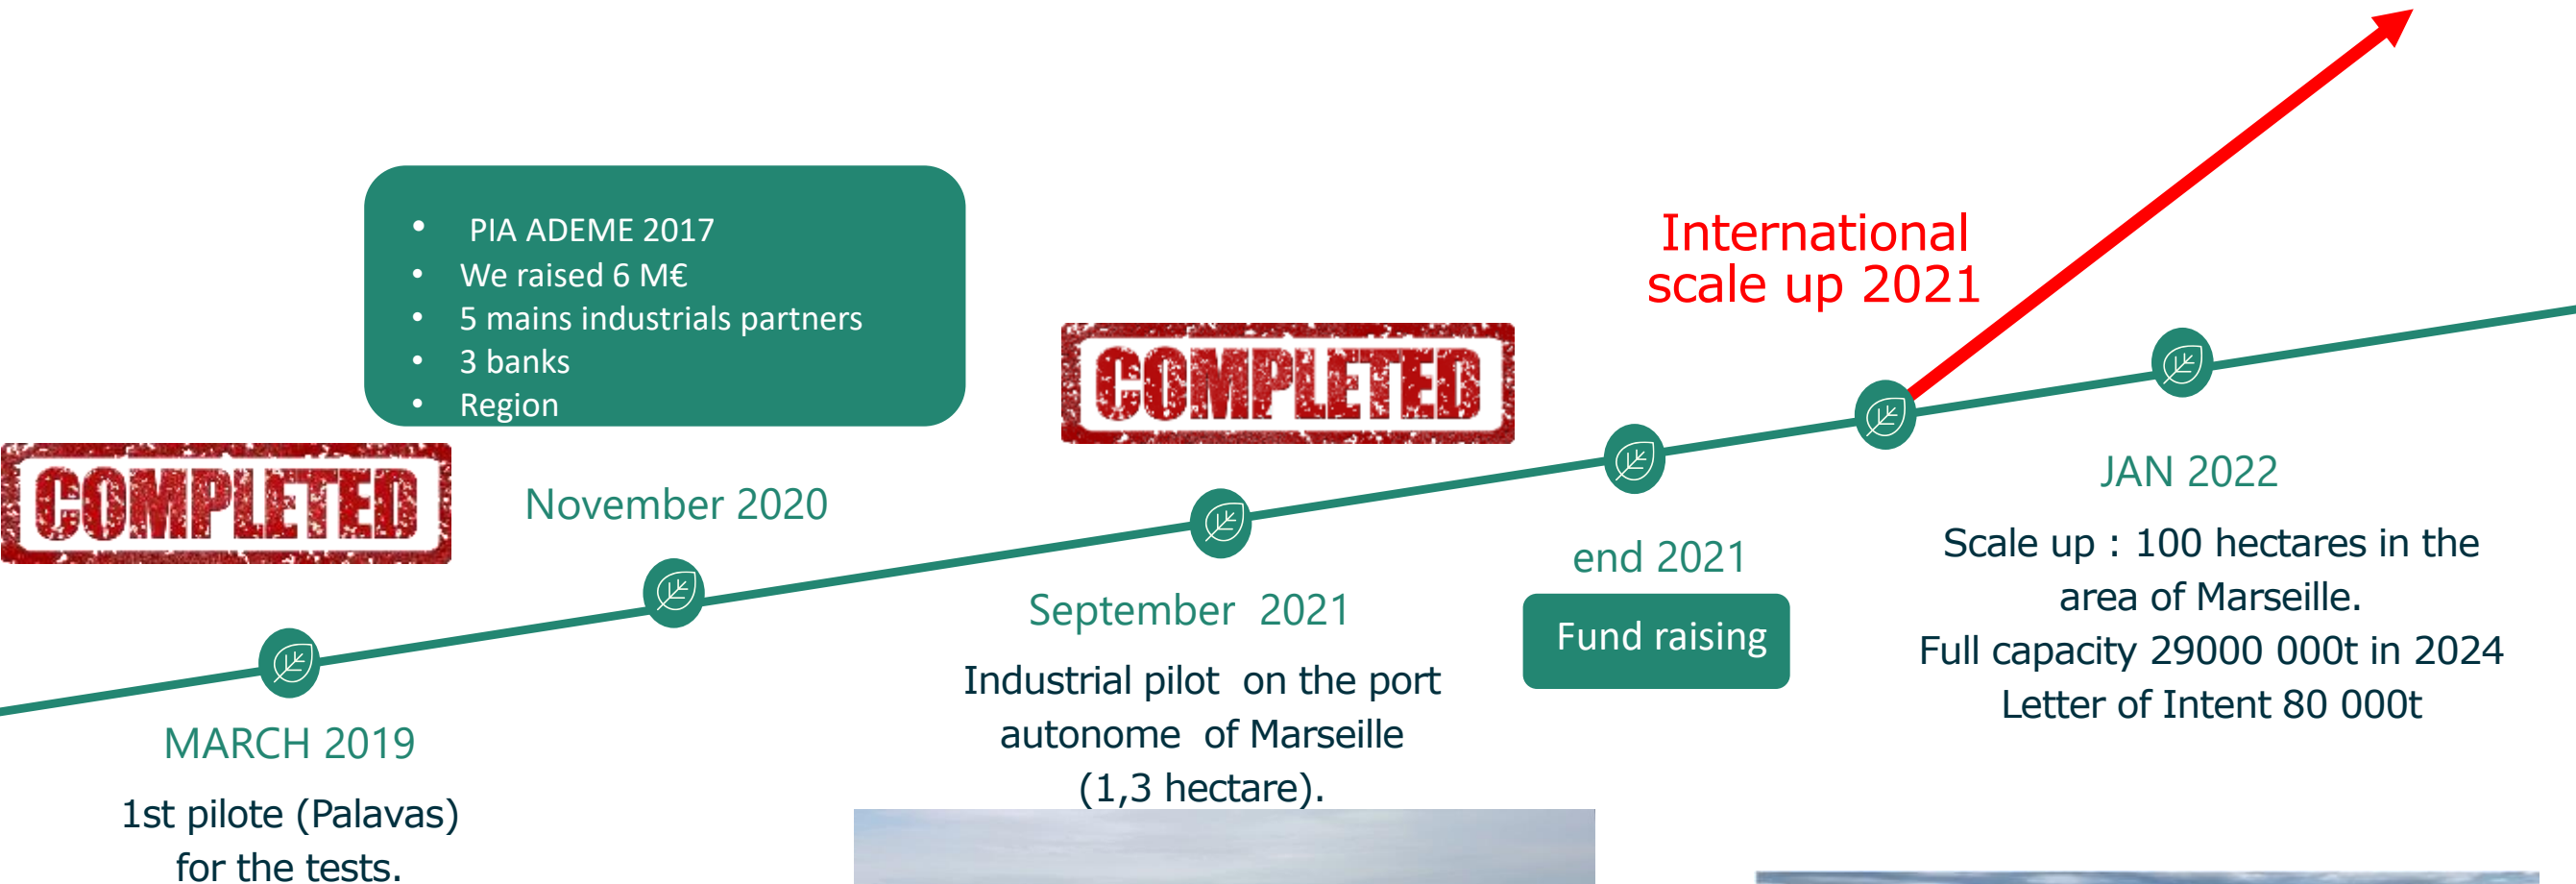 • PIA ADEME 2017
• We raised 6 M€
• 5 mains industrials partners
• 3 banks
• Region
COMPLETED
MARCH 2019
1st pilote (Palavas)
for the tests.
November 2020
COMPLETED
September 2021
Industrial pilot on the port
autonome of Marseille
(1,3 hectare).
end 2021
Fund raising
International
scale up 2021
JAN 2022
Scale up : 100 hectares in the
area of Marseille.
Full capacity 29000 000t in 2024
Letter of Intent 80 000t